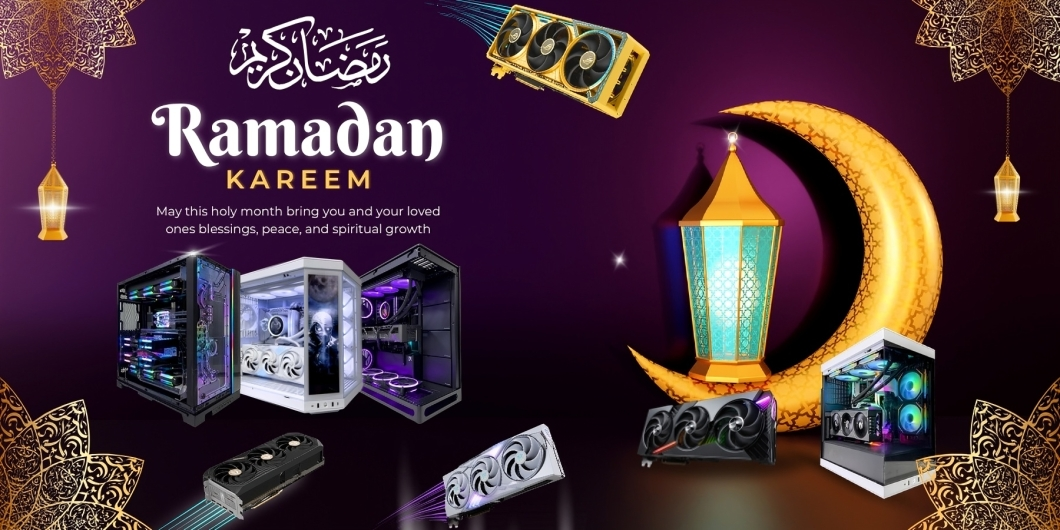 رمضان كريم
Ramadan
KAREEM
May this holy month bring you and your loved
ones blessings, peace, and spiritual growth